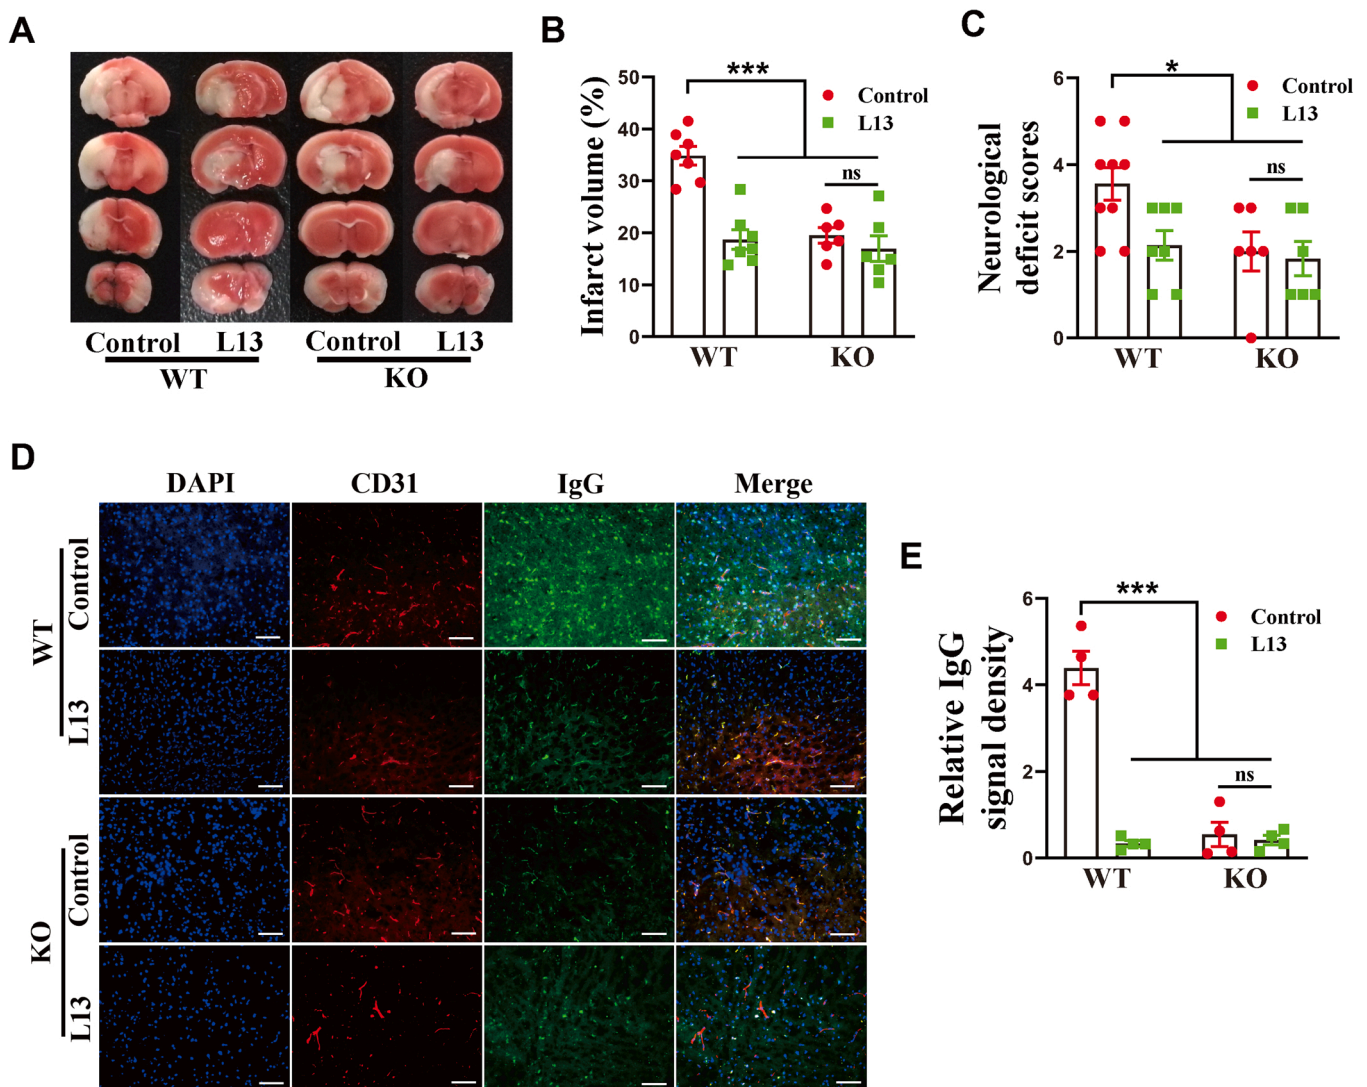 A
Control L13
Control L13
WT
KO
B
Infarct volume (%)
50
40
30
20
10
0
***
Control
L13
ns
WT
KO
C
Neurological
deficit scores
6
4
2
0
*
Control
L13
ns
WT
KO
D
DAPI
CD31
IgG
Merge
WT
Control
L13
KO
Control
L13
E
Relative IgG
signal density
6
4
2
0
***
Control
L13
ns
WT
KO